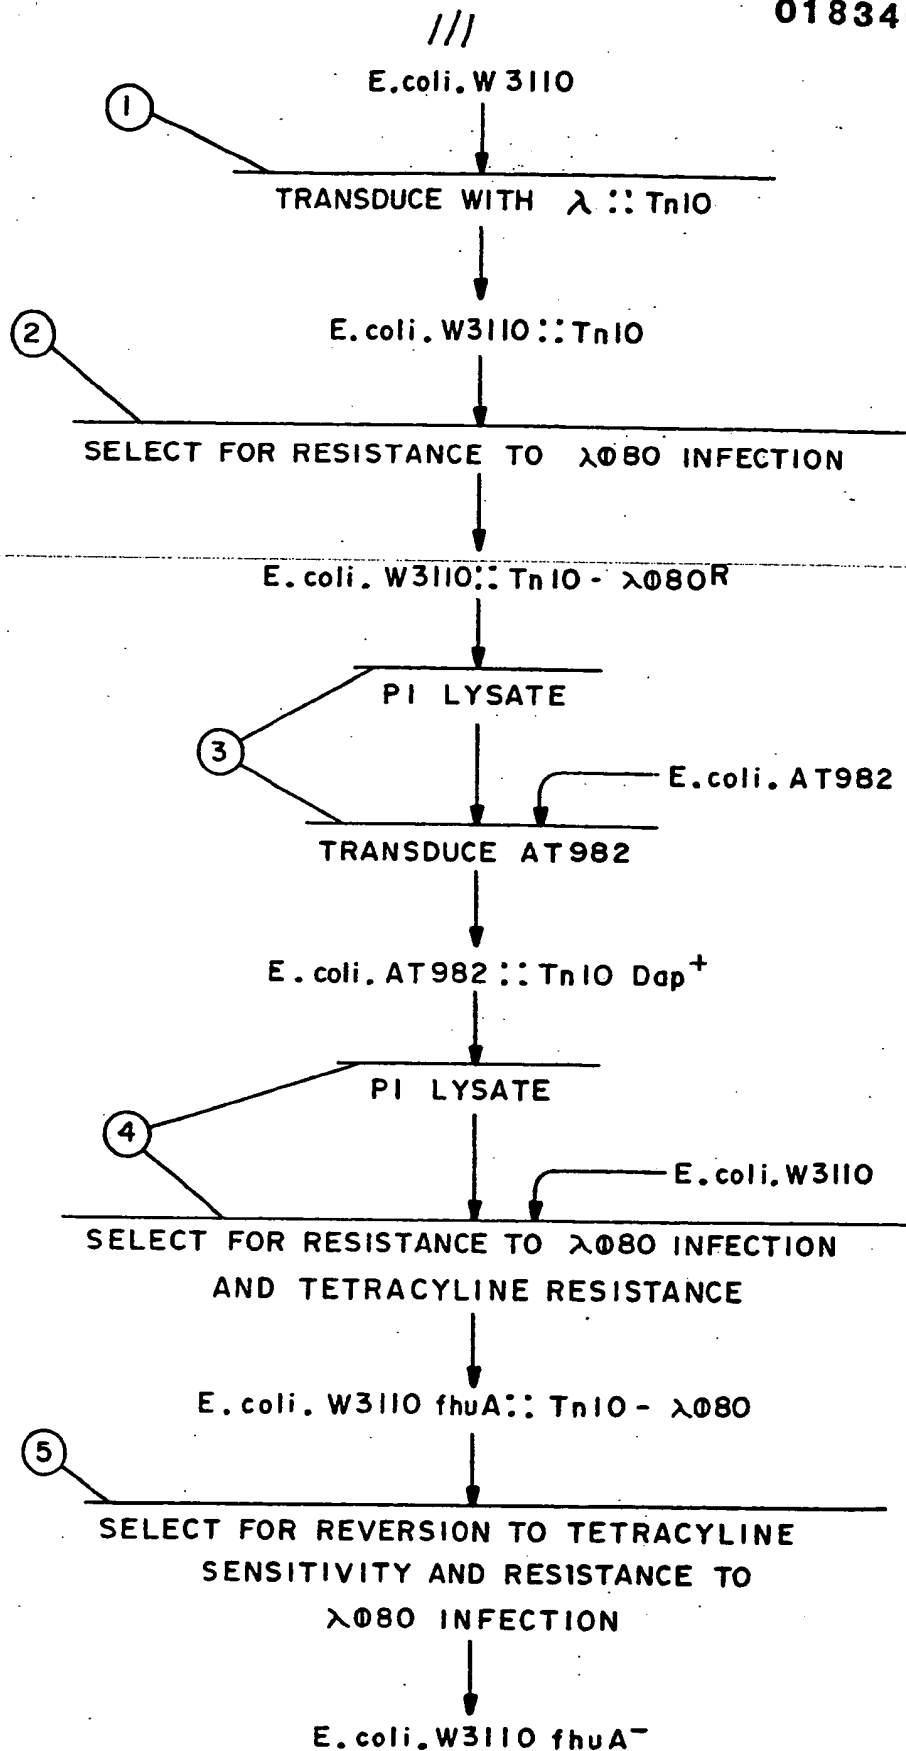 01834
111
E.coli. W 3110
1
TRANSDUCE WITH λ :: Tn10
E.coli. W3110 :: Tn10
2
SELECT FOR RESISTANCE TO λΦ80 INFECTION
E.coli. W3110:: Tn10 - λΦ80R
P1 LYSATE
3
E.coli. AT982
TRANSDUCE AT982
E.coli. AT982 :: Tn10 Dap+
P1 LYSATE
4
E.coli. W3110
SELECT FOR RESISTANCE TO λΦ80 INFECTION
AND TETRACYLINE RESISTANCE
E.coli. W3110 fhuA:: Tn10 - λΦ80
5
SELECT FOR REVERSION TO TETRACYLINE
SENSITIVITY AND RESISTANCE TO
λΦ80 INFECTION
E.coli. W3110 fhuA-